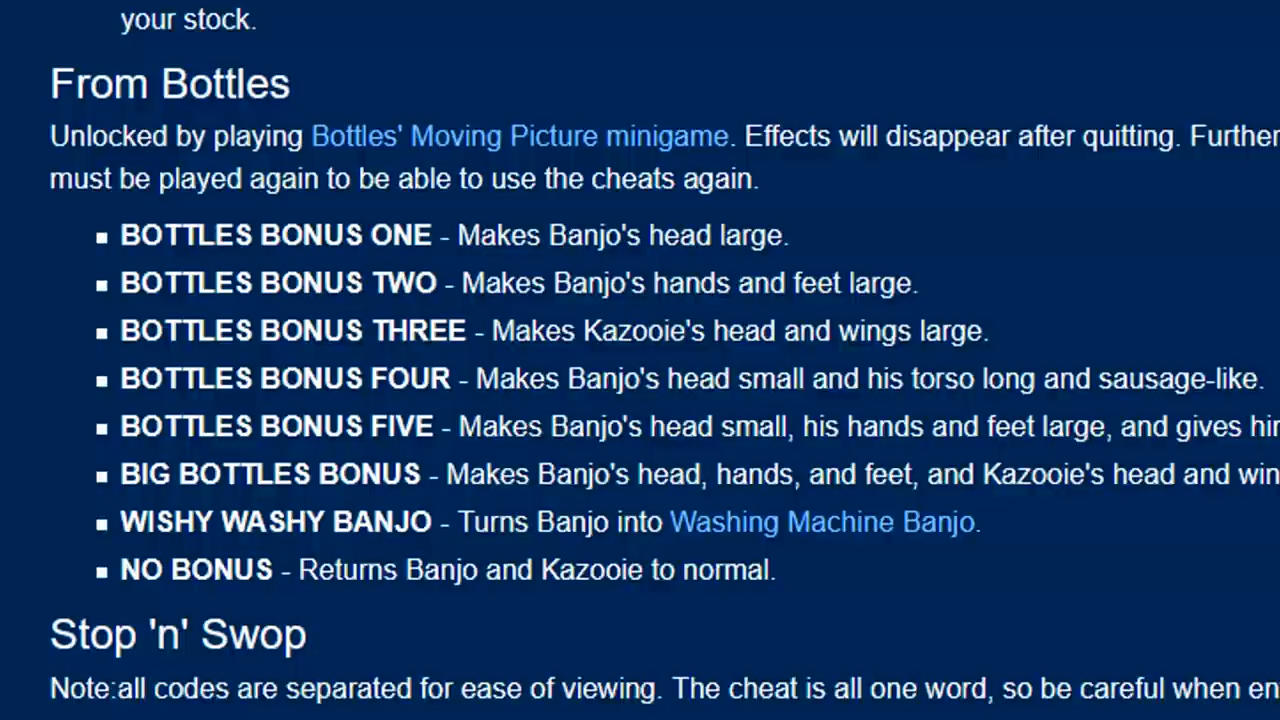 your stock.
From Bottles
Unlocked by playing Bottles' Moving Picture minigame. Effects will disappear after quitting. Further
must be played again to be able to use the cheats again.
BOTTLES BONUS ONE - Makes Banjo's head large.
BOTTLES BONUS TWO - Makes Banjo's hands and feet large.
BOTTLES BONUS THREE - Makes Kazooie's head and wings large.
BOTTLES BONUS FOUR - Makes Banjo's head small and his torso long and sausage-like.
BOTTLES BONUS FIVE - Makes Banjo's head small, his hands and feet large, and gives
BIG BOTTLES BONUS - Makes Banjo's head, hands, and feet, and Kazooie's head and
WISHY WASHY BANJO - Turns Banjo into Washing Machine Banjo.
NO BONUS - Returns Banjo and Kazooie to normal.
Stop 'n' Swop
Note:all codes are separated for ease of viewing. The cheat is all one word, so be careful when